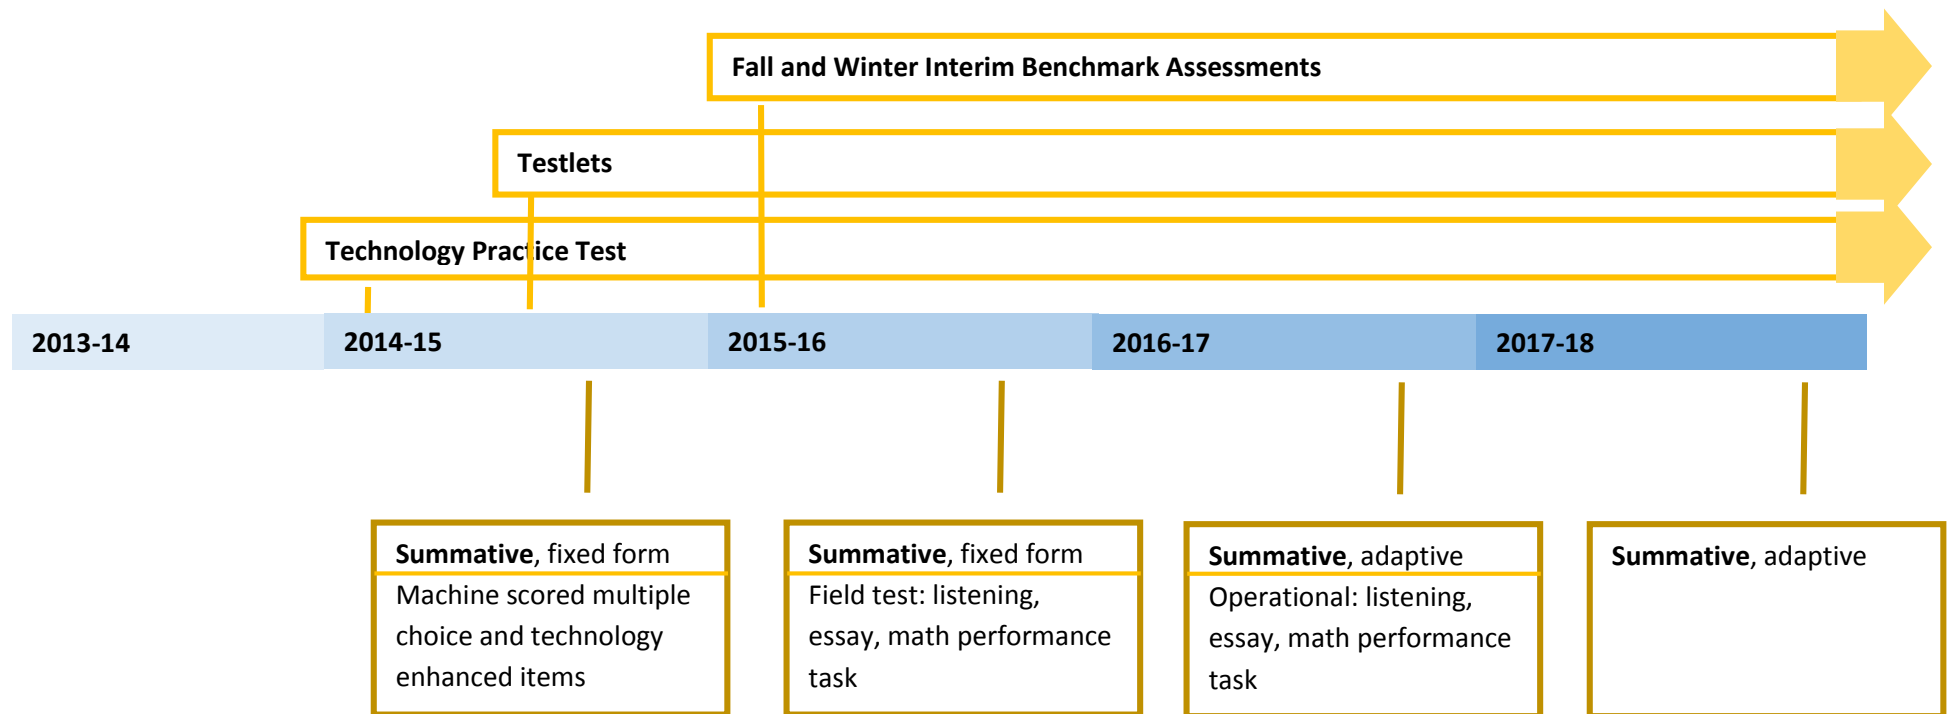 Fall and Winter Interim Benchmark Assessments
Testlets
Technology Practice Test
2013-14
2014-15
2015-16
2016-17
2017-18
Summative, fixed form
Machine scored multiple
choice and technology
enhanced items
Summative, fixed form
Field test: listening,
essay, math performance
task
Summative, adaptive
Operational: listening,
essay, math performance
task
Summative, adaptive